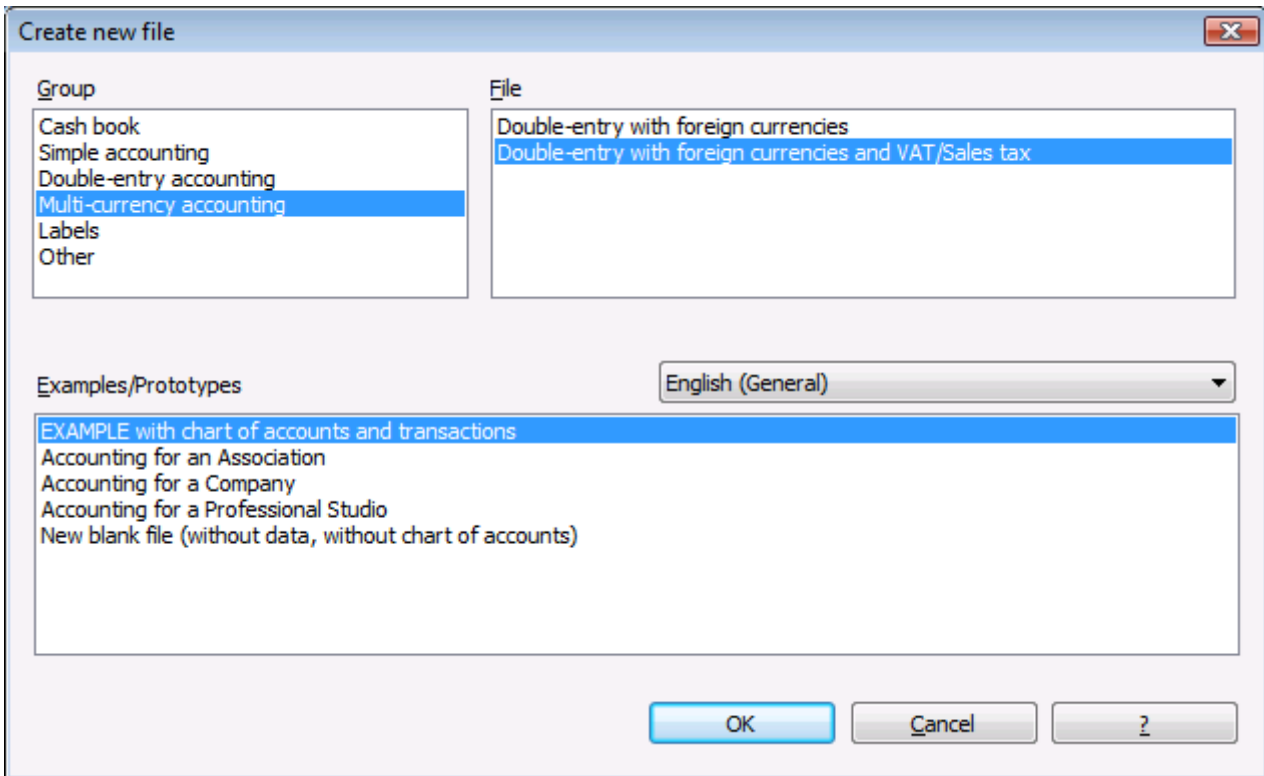 Create new file
Group
File
Cash book
Simple accounting
Double-entry accounting
Multi-currency accounting
Labels
Other
Double-entry with foreign currencies
Double-entry with foreign currencies and VAT/Sales tax
Examples/Prototypes
English (General)
EXAMPLE with chart of accounts and transactions
Accounting for an Association
Accounting for a Company
Accounting for a Professional Studio
New blank file (without data, without chart of accounts)
OK
Cancel
?